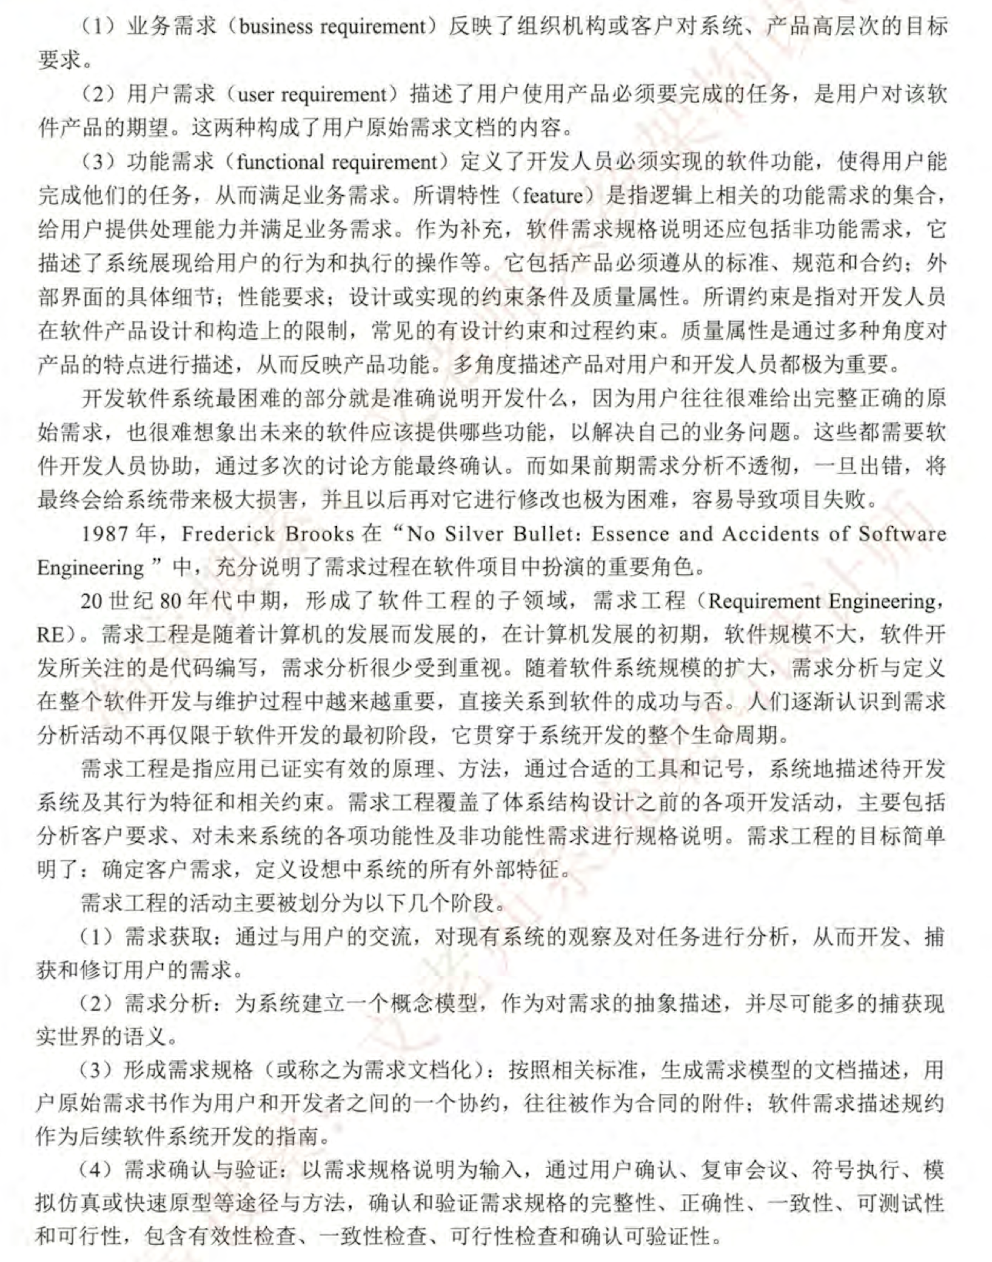 （1）业务需求（business requirement）反映了组织机构或客户对系统、产品高层次的目标
要求。
（2）用户需求（user requirement）描述了用户使用产品必须要完成的任务，是用户对该软
件产品的期望。这两种构成了用户原始需求文档的内容。
（3）功能需求（functional requirement）定义了开发人员必须实现的软件功能，使得用户能
完成他们的任务，从而满足业务需求。所谓特性（feature）是指逻辑上相关的功能需求的集合，
给用户提供处理能力并满足业务需求。作为补充，软件需求规格说明还应包括非功能需求，它
描述了系统展现给用户的行为和执行的操作等。它包括产品必须遵从的标准、规范和合约；外
部界面的具体细节；性能要求；设计或实现的约束条件及质量属性。所谓约束是指对开发人员
在软件产品设计和构造上的限制，常见的有设计约束和过程约束。质量属性是通过多种角度对
产品的特点进行描述，从而反映产品功能。多角度描述产品对用户和开发人员都极为重要。
开发软件系统最困难的部分就是准确说明开发什么，因为用户往往很难给出完整正确的原
始需求，也很难想象出未来的软件应该提供哪些功能，以解决自己的业务问题。这些都需要软
件开发人员协助，通过多次的讨论方能最终确认。而如果前期需求分析不透彻，一旦出错，将
最终会给系统带来极大损害，并且以后再对它进行修改也极为困难，容易导致项目失败。
1987 年，Frederick Brooks 在“No Silver Bullet: Essence and Accidents of Software
Engineering ”中，充分说明了需求过程在软件项目中扮演的重要角色。
20 世纪 80 年代中期，形成了软件工程的子领域，需求工程（Requirement Engineering，
RE）。需求工程是随着计算机的发展而发展的，在计算机发展的初期，软件规模不大，软件开
发所关注的是代码编写，需求分析很少受到重视。随着软件系统规模的扩大，需求分析与定义
在整个软件开发与维护过程中越来越重要，直接关系到软件的成功与否。人们逐渐认识到需求
分析活动不再仅限于软件开发的最初阶段，它贯穿于系统开发的整个生命周期。
需求工程是指应用已证实有效的原理、方法，通过合适的工具和记号，系统地描述待开发
系统及其行为特征和相关约束。需求工程覆盖了体系结构设计之前的各项开发活动，主要包括
分析客户要求、对未来系统的各项功能性及非功能性需求进行规格说明。需求工程的目标简单
明了：确定客户需求，定义设想中系统的所有外部特征。
需求工程的活动主要被划分为以下几个阶段。
（1）需求获取：通过与用户的交流，对现有系统的观察及对任务进行分析，从而开发、捕
获和修订用户的需求。
（2）需求分析：为系统建立一个概念模型，作为对需求的抽象描述，并尽可能多的捕获现
实世界的语义。
（3）形成需求规格（或称之为需求文档化）：按照相关标准，生成需求模型的文档描述，用
户原始需求书作为用户和开发者之间的一个协约，往往被作为合同的附件；软件需求描述规约
作为后续软件系统开发的指南。
（4）需求确认与验证：以需求规格说明为输入，通过用户确认、复审会议、符号执行、模
拟仿真或快速原型等途径与方法，确认和验证需求规格的完整性、正确性、一致性、可测试性
和可行性，包含有效性检查、一致性检查、可行性检查和确认可验证性。